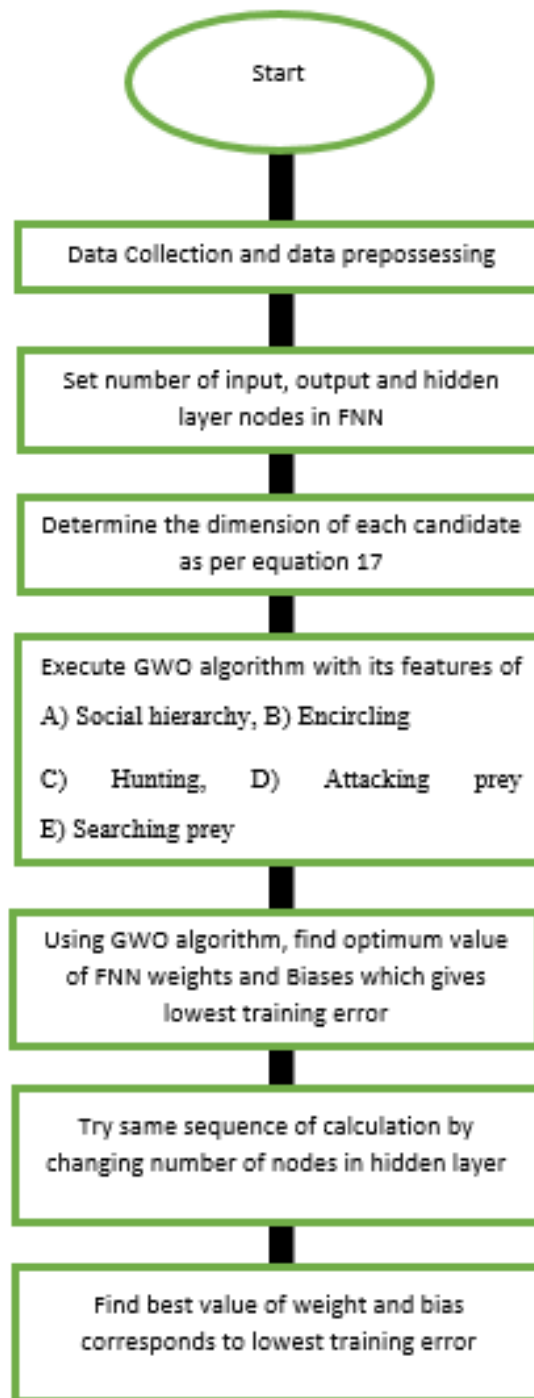 Start
Data Collection and data prepossessing
Set number of input, output and hidden
layer nodes in FNN
Determine the dimension of each candidate
as per equation 17
Execute GWO algorithm with its features of
A) Social hierarchy, B) Encircling
C) Hunting, D) Attacking prey
E) Searching prey
Using GWO algorithm, find optimum value
of FNN weights and Biases which gives
lowest training error
Try same sequence of calculation by
changing number of nodes in hidden layer
Find best value of weight and bias
corresponds to lowest training error